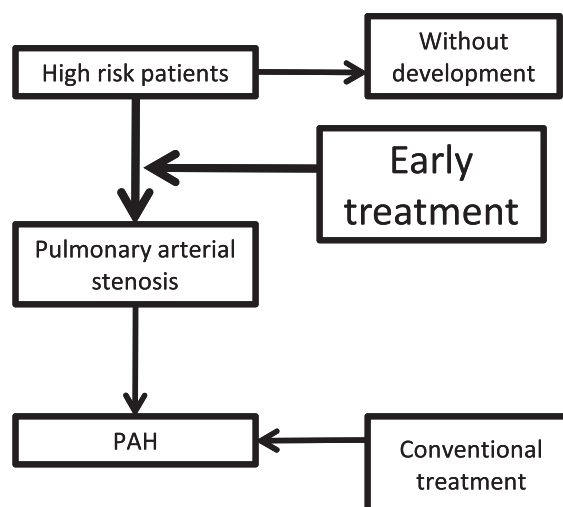 High risk patients
Without
development
Early
treatment
Pulmonary arterial
stenosis
PAH
Conventional
treatment